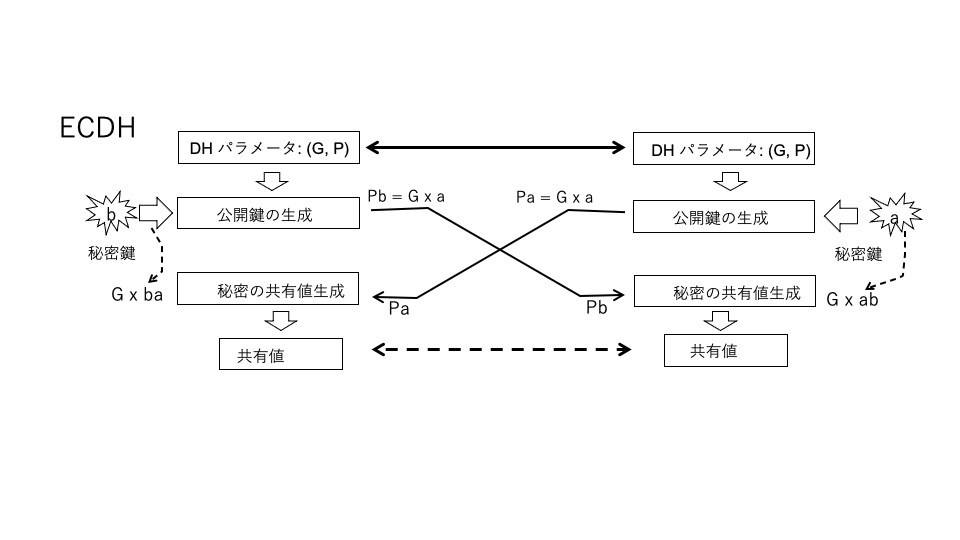 ECDH
DH パラメータ: (G, P)
DH パラメータ: (G, P)
Pb = G x a
Pa = G x a
b
公開鍵の生成
公開鍵の生成
a
秘密鍵
秘密鍵
G x ba
秘密の共有値生成
秘密の共有値生成
G x ab
Pa
Pb
共有値
共有値